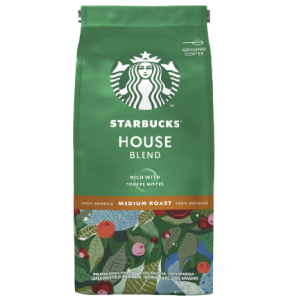 GROUND
COFFEE
STARBUCKS
HOUSE
BLEND
RICH WITH
TOFFEE NOTES
100% ARABICA MEDIUM ROAST 100% ARABICA